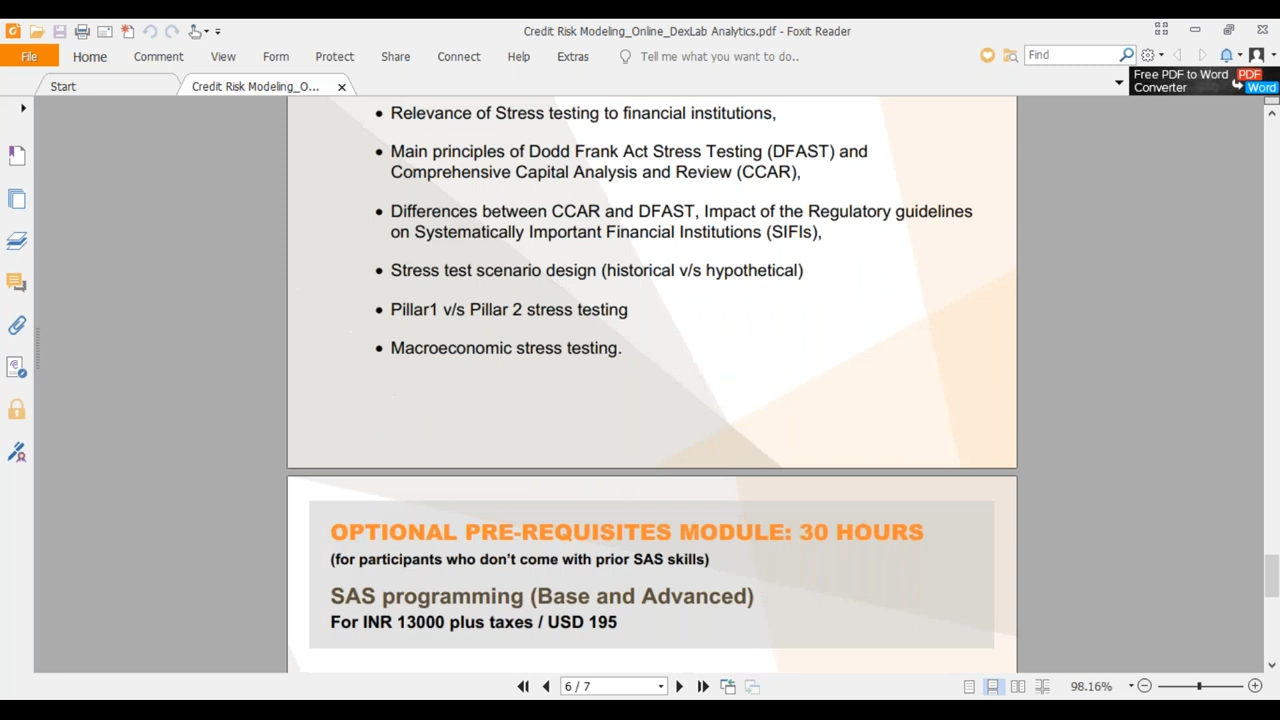 Credit Risk Modeling_Online_DexLab Analytics.pdf - Foxit Reader
File Home Comment View Form Protect Share Connect Help Extras Tell me what you want to do.. Find
Start Credit Risk Modeling_O...
Free PDF to Word PDF
Converter Word
• Relevance of Stress testing to financial institutions,
• Main principles of Dodd Frank Act Stress Testing (DFAST) and
Comprehensive Capital Analysis and Review (CCAR),
• Differences between CCAR and DFAST, Impact of the Regulatory guidelines
on Systematically Important Financial Institutions (SIFIs),
• Stress test scenario design (historical v/s hypothetical)
• Pillar1 v/s Pillar 2 stress testing
• Macroeconomic stress testing.
OPTIONAL PRE-REQUISITES MODULE: 30 HOURS
(for participants who don't come with prior SAS skills)
SAS programming (Base and Advanced)
For INR 13000 plus taxes / USD 195
6 / 7 98.16%